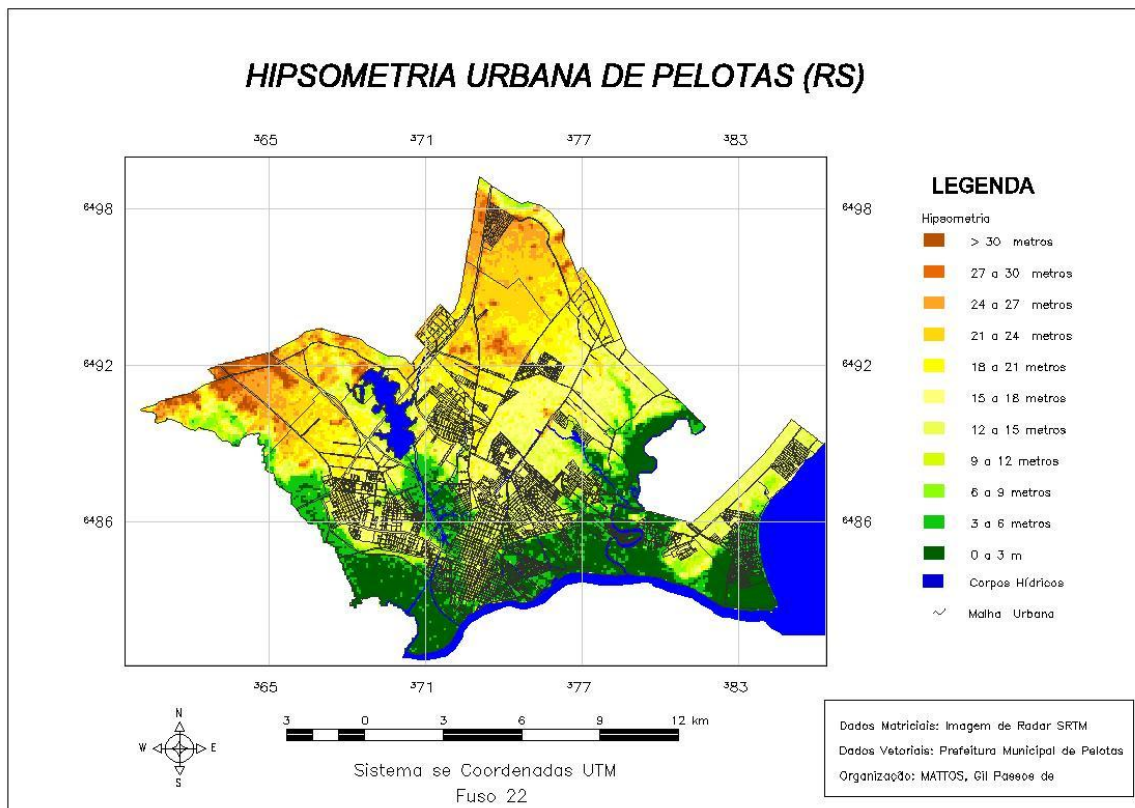 HIPSOMETRIA URBANA DE PELOTAS (RS)
365 371 377 383
6498
6492
6486
365 371 377 383
LEGENDA
Hipsometria
> 30 metros
27 a 30 metros
24 a 27 metros
21 a 24 metros
18 a 21 metros
15 a 18 metros
12 a 15 metros
9 a 12 metros
6 a 9 metros
3 a 6 metros
0 a 3 m
Corpos Hídricos
Malha Urbana
N
W E
S
3 0 3 6 9 12 km
Sistema se Coordenadas UTM
Fuso 22
Dados Matriciais: Imagem de Radar SRTM
Dados Vetoriais: Prefeitura Municipal de Pelotas
Organização: MATTOS, Gil Passos de